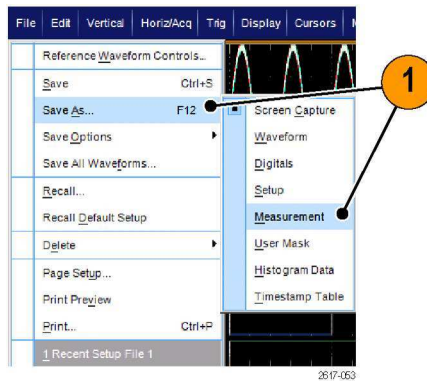 File Edit Vertical Horiz/Acq Trig Display Cursors
Reference Waveform Controls...
Save Ctrl+S
Save As... F12
Save Options
Save All Waveforms...
Recall...
Recall Default Setup
Delete
Page Setup...
Print Preview
Print... Ctrl+P
1 Recent Setup File 1
Screen Capture
Waveform
Digitals
Setup
Measurement
User Mask
Histogram Data
Timestamp Table
1
2617-053